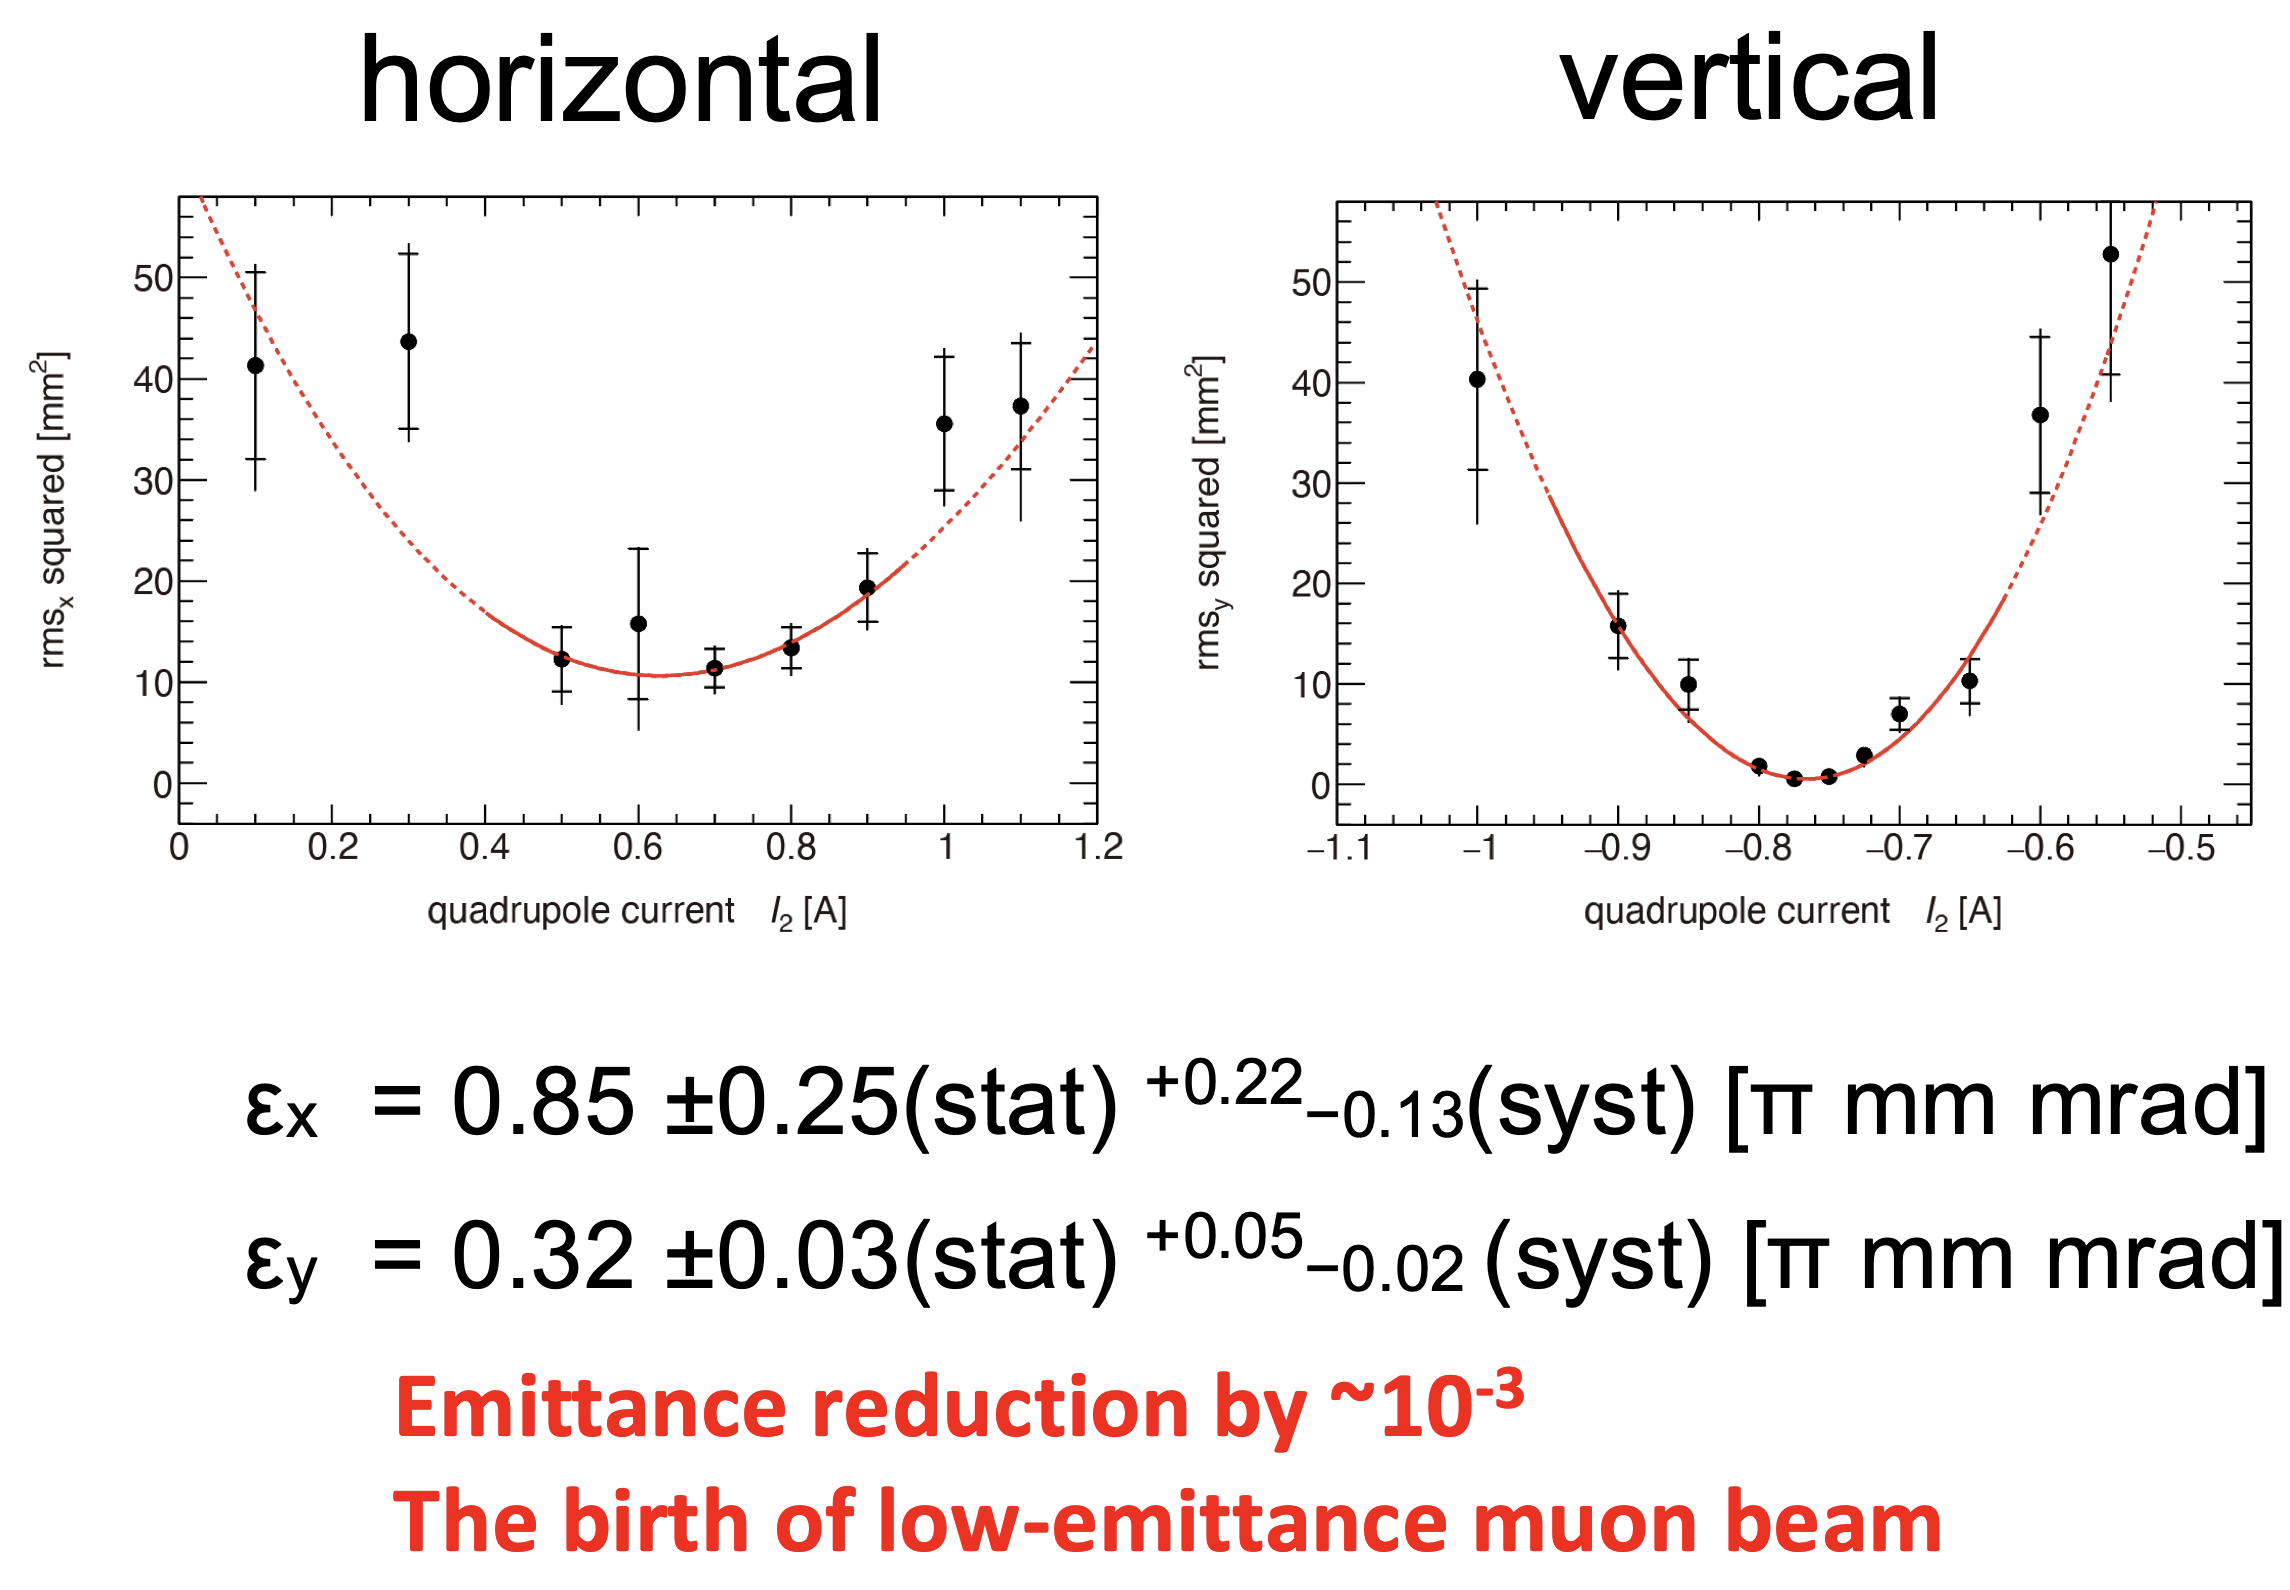 horizontal
vertical
50
40
30
20
10
0
rmsx squared [mm²]
0 0.2 0.4 0.6 0.8 1 1.2
quadrupole current I₂ [A]
50
40
30
20
10
0
rmsy squared [mm²]
−1.1 −1 −0.9 −0.8 −0.7 −0.6 −0.5
quadrupole current I₂ [A]
εx = 0.85 ±0.25(stat) +0.22−0.13(syst) [π mm mrad]
εy = 0.32 ±0.03(stat) +0.05−0.02 (syst) [π mm mrad]
Emittance reduction by ~10⁻³
The birth of low-emittance muon beam